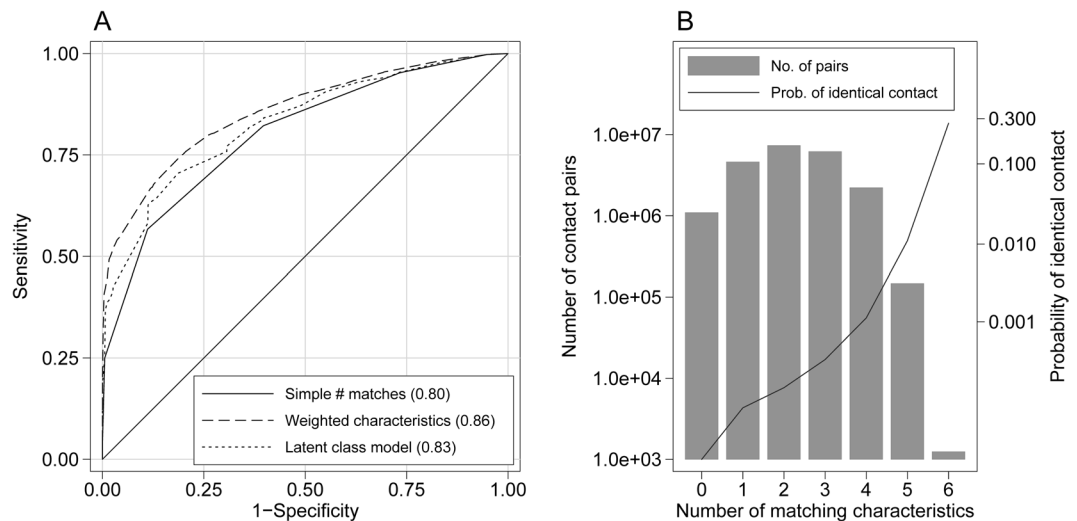 A
Sensitivity
1.00
0.75
0.50
0.25
0.00
Simple # matches (0.80)
Weighted characteristics (0.86)
Latent class model (0.83)
0.00 0.25 0.50 0.75 1.00
1−Specificity
B
No. of pairs
Prob. of identical contact
Number of contact pairs
1.0e+07
1.0e+06
1.0e+05
1.0e+04
1.0e+03
0.300
0.100
0.010
0.001
Probability of identical contact
0 1 2 3 4 5 6
Number of matching characteristics